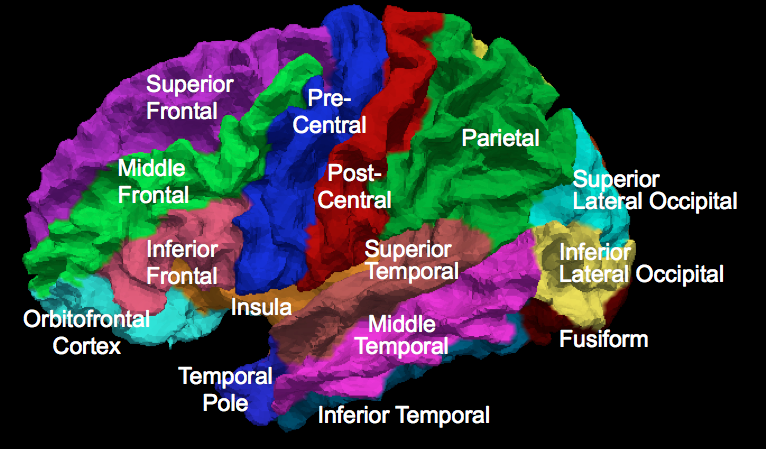 Superior
Frontal
Pre-
Central
Parietal
Middle
Frontal
Post-
Central
Superior
Lateral Occipital
Inferior
Frontal
Superior
Temporal
Inferior
Lateral Occipital
Insula
Orbitofrontal
Cortex
Middle
Temporal
Fusiform
Temporal
Pole
Inferior Temporal